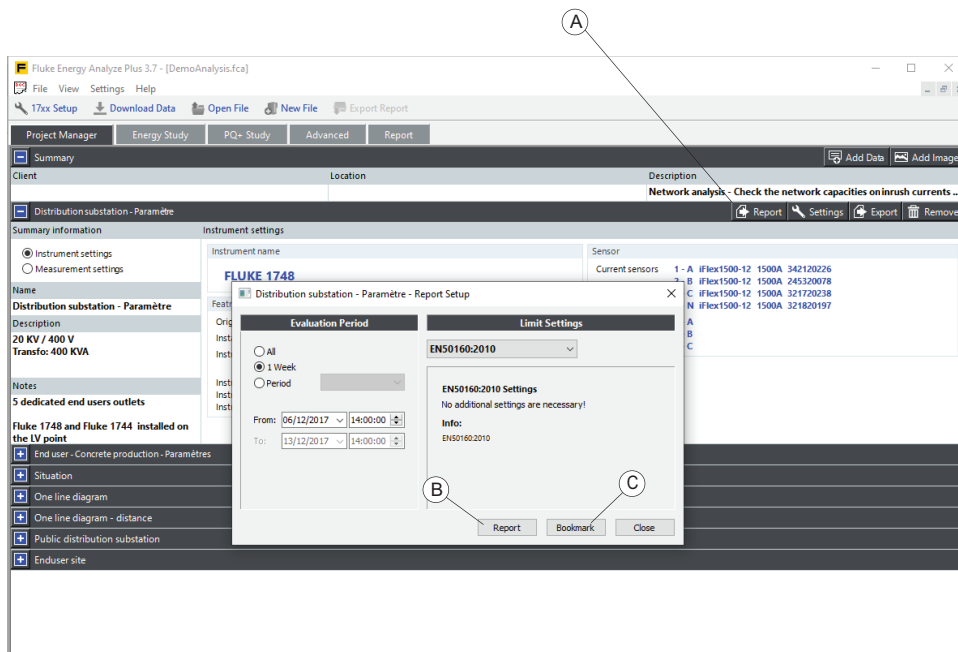 A
Fluke Energy Analyze Plus 3.7 - [DemoAnalysis.fca]
File View Settings Help
17xx Setup Download Data Open File New File Export Report
Project Manager Energy Study PQ+ Study Advanced Report
Summary Add Data Add Image
Client Location Description
Network analysis - Check the network capacities on inrush currents ..
Distribution substation - Paramètre Report Settings Export Remove
Summary information Instrument settings
Instrument settings
Measurement settings
Instrument name
FLUKE 1748
Sensor
Current sensors 1 - A iFlex1500-12 1500A 342120226
B iFlex1500-12 1500A 245320078
C iFlex1500-12 1500A 321720238
N iFlex1500-12 1500A 321820197
A
B
C
Name
Distribution substation - Paramètre
Description
20 KV / 400 V
Transfo: 400 KVA
Notes
5 dedicated end users outlets
Fluke 1748 and Fluke 1744 installed on
the LV point
Featr
Orig
Inst
Inst
Inst
Inst
Inst
Distribution substation - Paramètre - Report Setup
Evaluation Period Limit Settings
All
1 Week
Period
From: 06/12/2017 14:00:00
To: 13/12/2017 14:00:00
EN50160:2010
EN50160:2010 Settings
No additional settings are necessary!
Info:
EN50160:2010
B
C
Report Bookmark Close
End user - Concrete production - Paramètres
Situation
One line diagram
One line diagram - distance
Public distribution substation
Enduser site